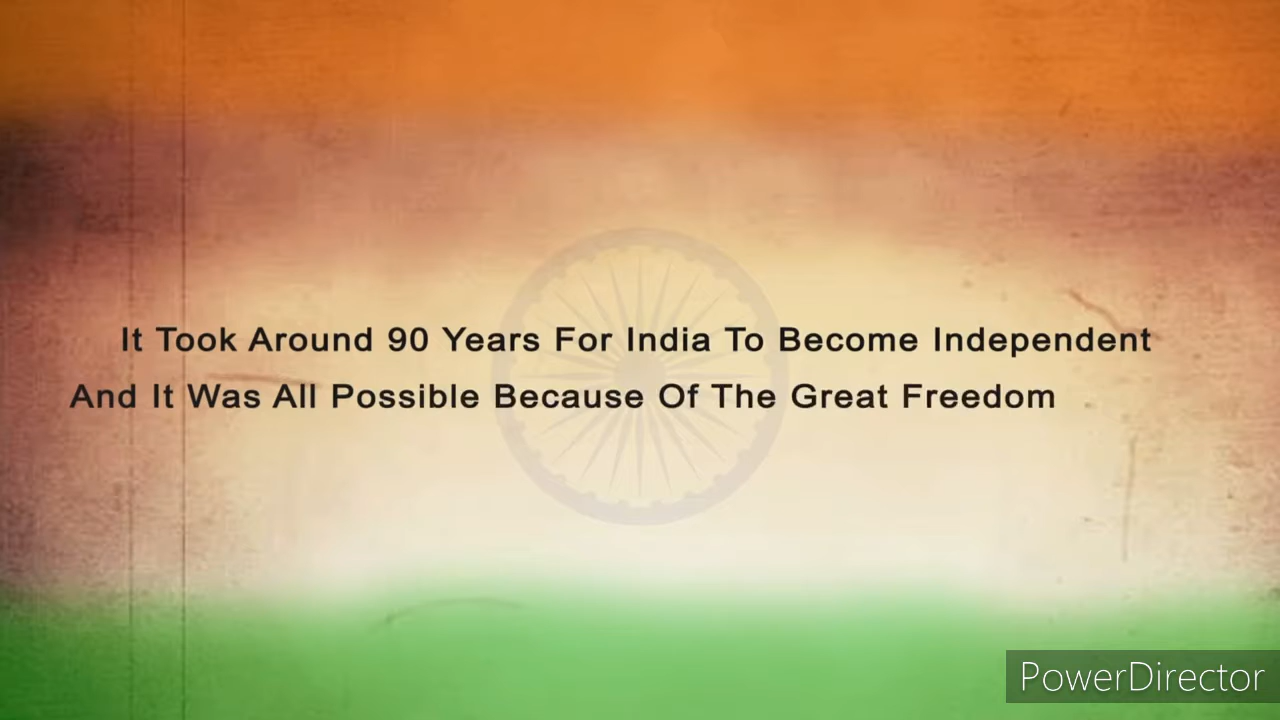 It Took Around 90 Years For India To Become Independent
And It Was All Possible Because Of The Great Freedom
PowerDirector